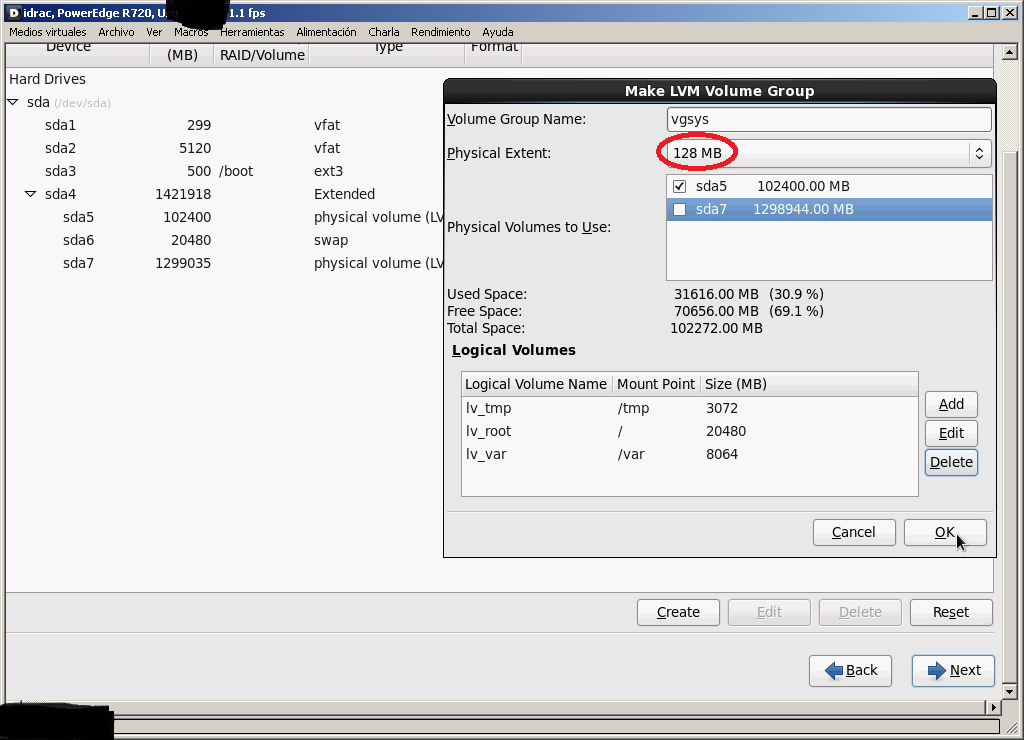 idrac, PowerEdge R720, U 1.1 fps
Medios virtuales Archivo Ver Macros Herramientas Alimentación Charla Rendimiento Ayuda
Device (MB) RAID/Volume Type Format
Hard Drives
sda (/dev/sda)
sda1 299 vfat
sda2 5120 vfat
sda3 500 /boot ext3
sda4 1421918 Extended
sda5 102400 physical volume (LV
sda6 20480 swap
sda7 1299035 physical volume (LV
Make LVM Volume Group
Volume Group Name: vgsys
Physical Extent: 128 MB
sda5 102400.00 MB
sda7 1298944.00 MB
Physical Volumes to Use:
Used Space: 31616.00 MB (30.9 %)
Free Space: 70656.00 MB (69.1 %)
Total Space: 102272.00 MB
Logical Volumes
Logical Volume Name Mount Point Size (MB)
lv_tmp /tmp 3072
lv_root / 20480
lv_var /var 8064
Add
Edit
Delete
Cancel OK
Create Edit Delete Reset
Back Next